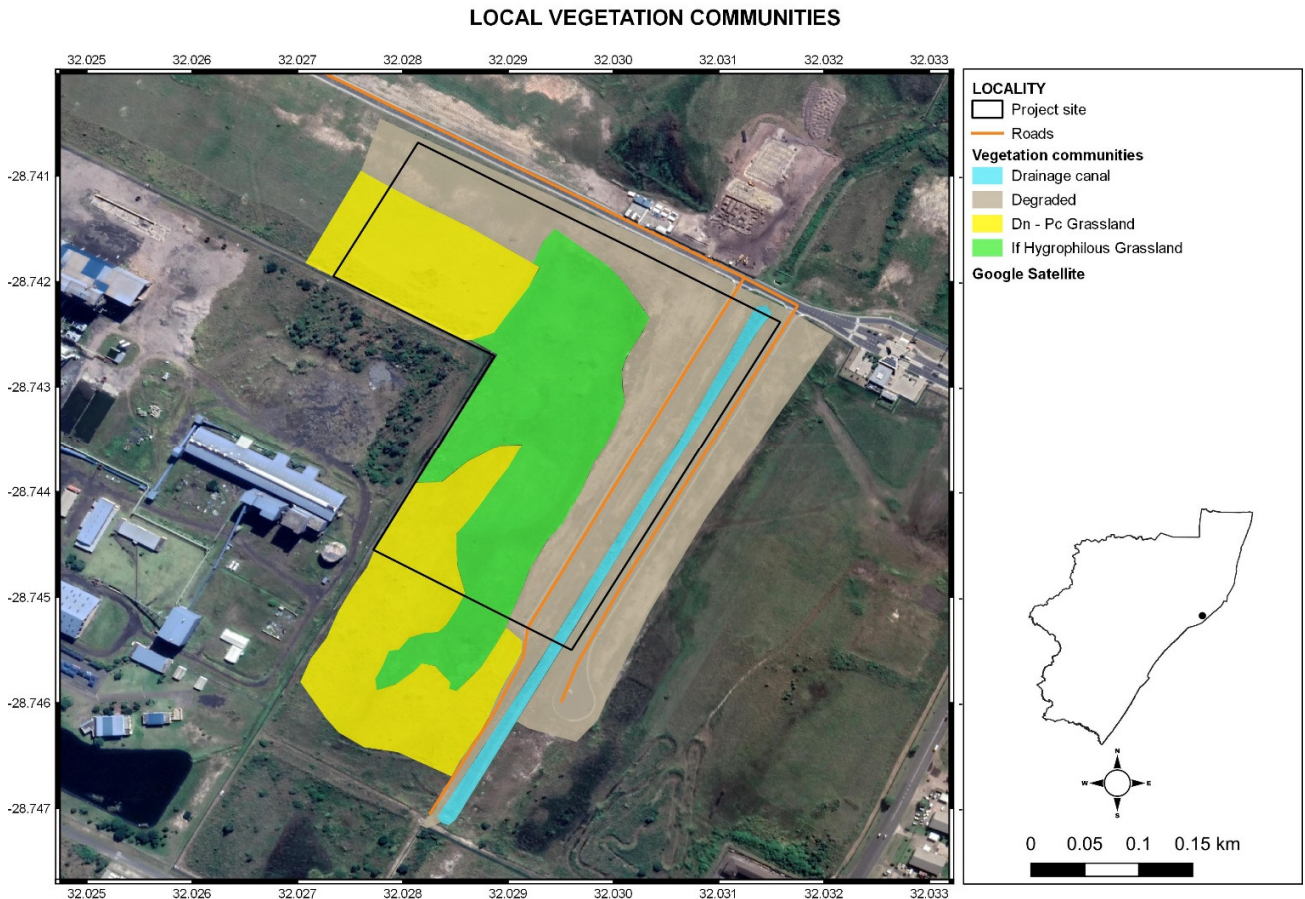 LOCAL VEGETATION COMMUNITIES
32.025 32.026 32.027 32.028 32.029 32.030 32.031 32.032 32.033
-28.741
-28.742
-28.743
-28.744
-28.745
-28.746
-28.747
32.025 32.026 32.027 32.028 32.029 32.030 32.031 32.032 32.033
LOCALITY
Project site
Roads
Vegetation communities
Drainage canal
Degraded
Dn - Pc Grassland
If Hygrophilous Grassland
Google Satellite
N
W E
S
0 0.05 0.1 0.15 km